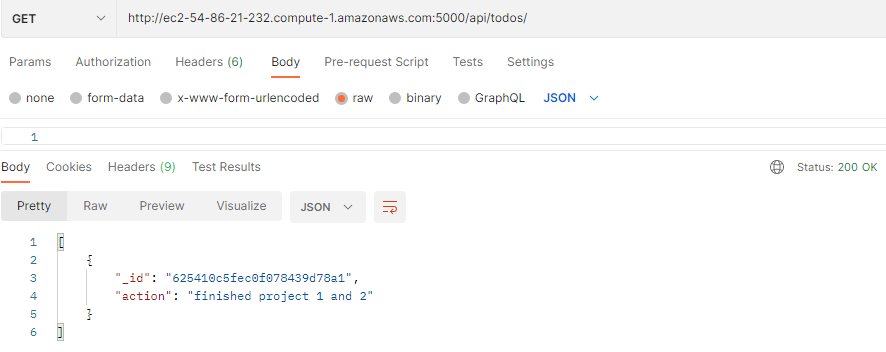 GET http://ec2-54-86-21-232.compute-1.amazonaws.com:5000/api/todos/
Params Authorization Headers (6) Body Pre-request Script Tests Settings
none form-data x-www-form-urlencoded raw binary GraphQL JSON
1
Body Cookies Headers (9) Test Results Status: 200 OK
Pretty Raw Preview Visualize JSON
1 [
2 {
3 "_id": "625410c5fec0f078439d78a1",
4 "action": "finished project 1 and 2"
5 }
6 ]